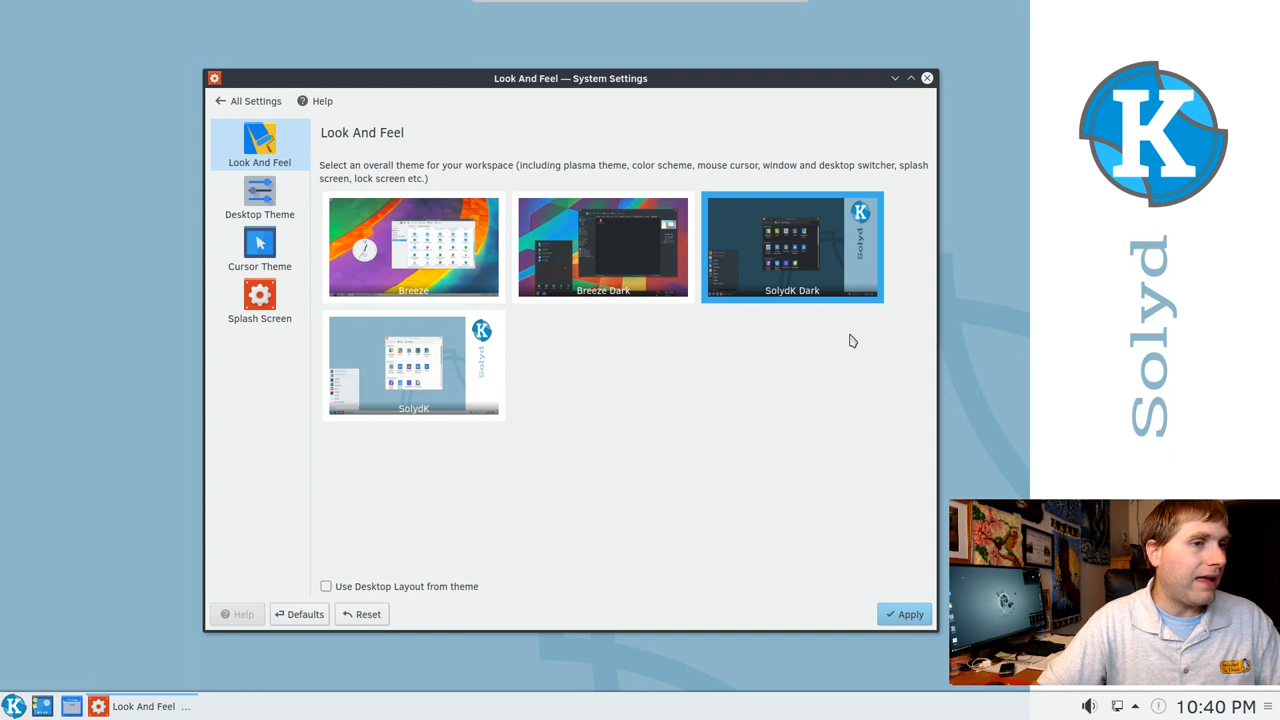 Look And Feel — System Settings
All Settings
Help
Look And Feel
Look And Feel
Select an overall theme for your workspace (including plasma theme, color scheme, mouse cursor, window and desktop switcher, splash
screen, lock screen etc.)
Desktop Theme
Cursor Theme
Splash Screen
Breeze
Breeze Dark
SolydK Dark
K
Solyd
SolydK
K
Solyd
Use Desktop Layout from theme
Help
Defaults
Reset
Apply
K
Solyd
K
Look And Feel ...
10:40 PM